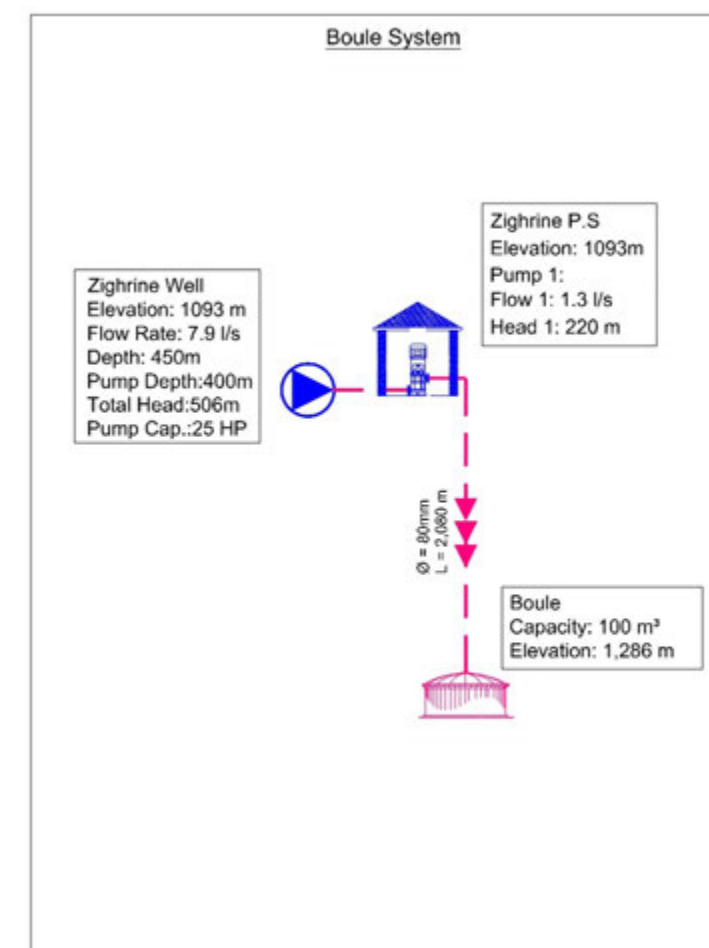 Boule System
Zighrine P.S
Elevation: 1093m
Pump 1:
Flow 1: 1.3 l/s
Head 1: 220 m
Zighrine Well
Elevation: 1093 m
Flow Rate: 7.9 l/s
Depth: 450m
Pump Depth:400m
Total Head:506m
Pump Cap.:25 HP
Ø = 80mm
L = 2,080 m
Boule
Capacity: 100 m³
Elevation: 1,286 m